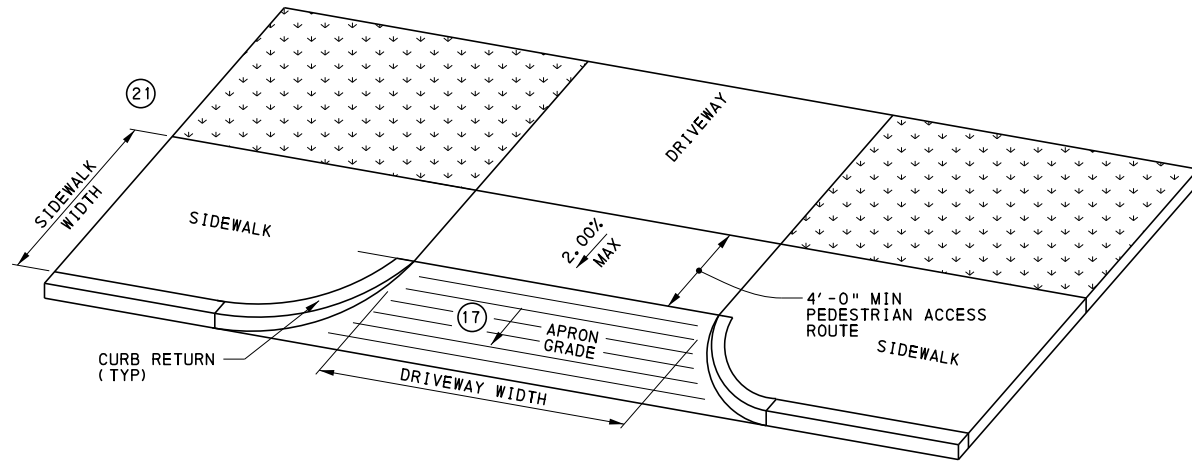 21
DRIVEWAY
SIDEWALK
WIDTH
SIDEWALK
2.00%
MAX
4'-0" MIN
PEDESTRIAN ACCESS
ROUTE
17
APRON
GRADE
SIDEWALK
CURB RETURN
(TYP)
DRIVEWAY WIDTH